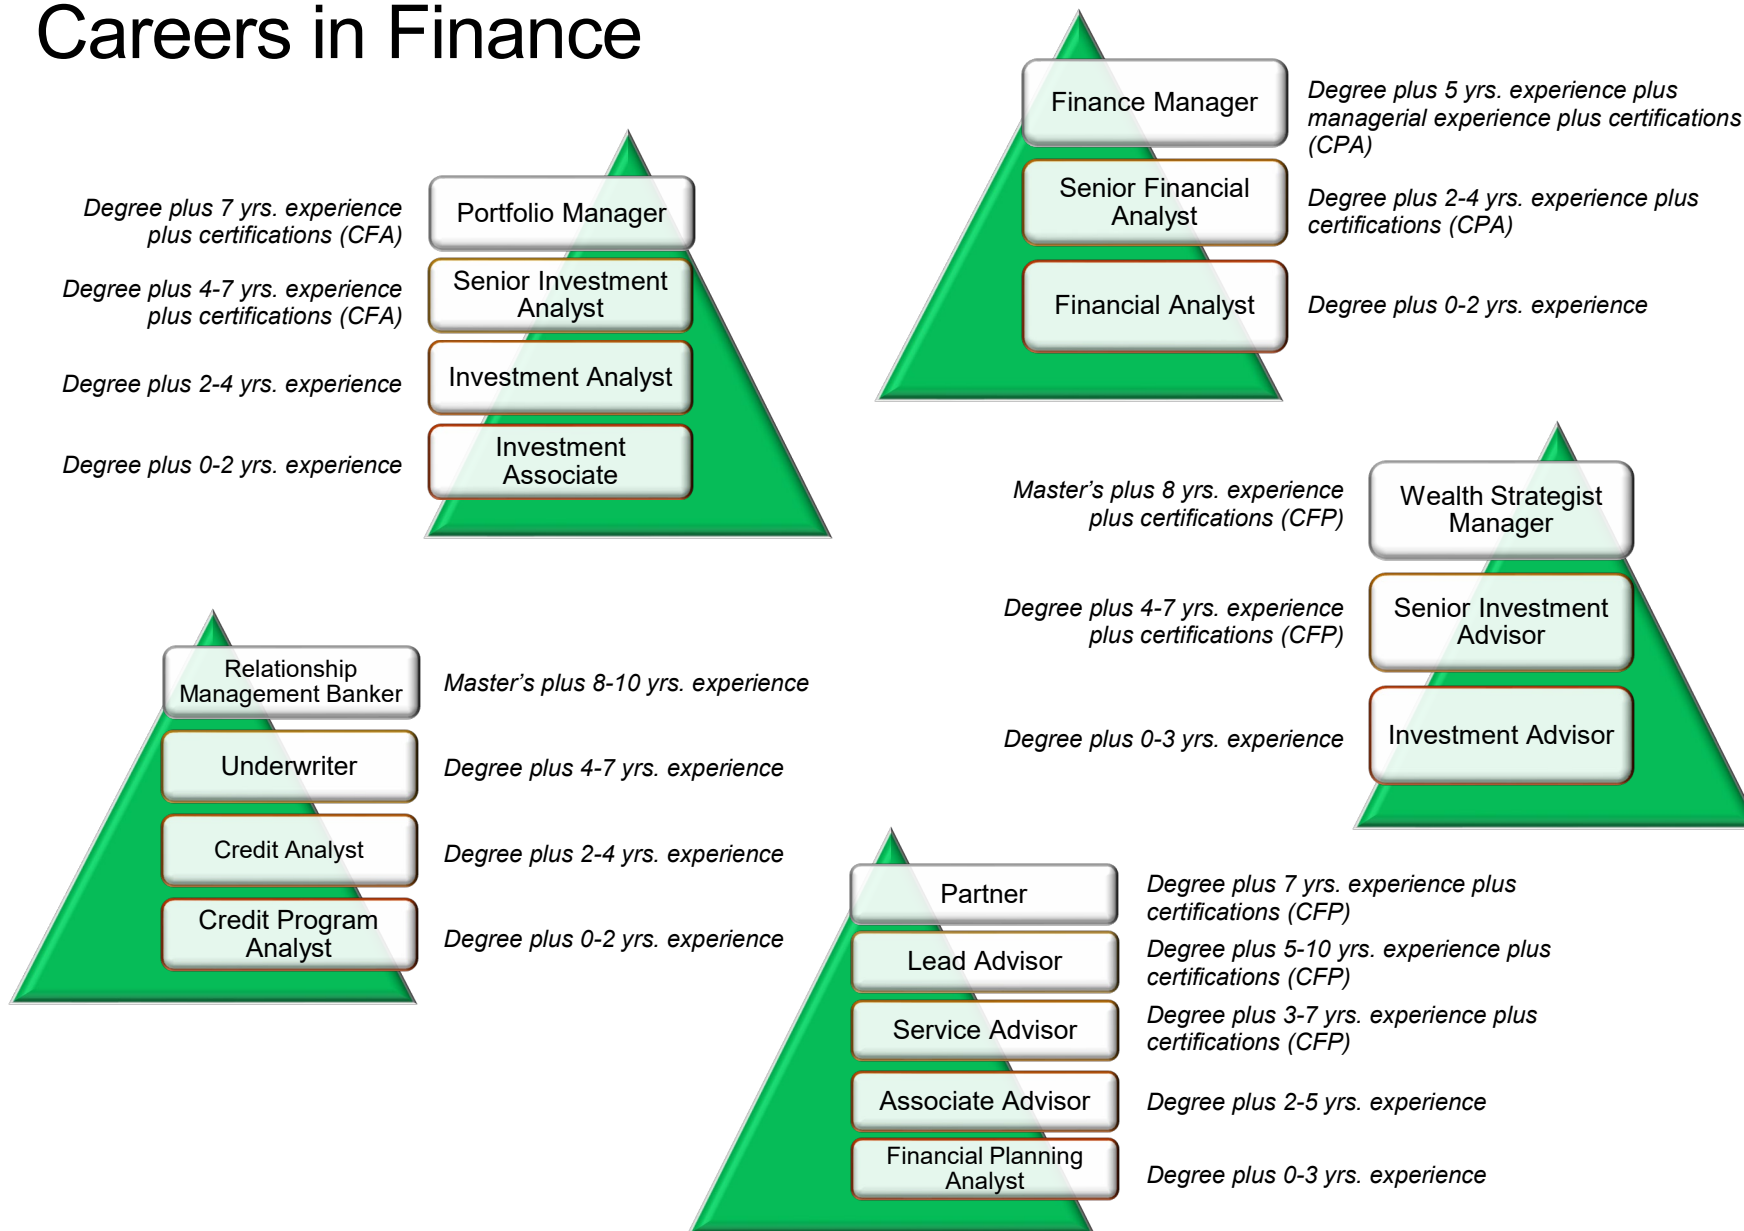 Careers in Finance
Finance Manager
Degree plus 5 yrs. experience plus
managerial experience plus certifications
(CPA)
Senior Financial
Analyst
Degree plus 2-4 yrs. experience plus
certifications (CPA)
Financial Analyst
Degree plus 0-2 yrs. experience
Degree plus 7 yrs. experience
plus certifications (CFA)
Portfolio Manager
Degree plus 4-7 yrs. experience
plus certifications (CFA)
Senior Investment
Analyst
Degree plus 2-4 yrs. experience
Investment Analyst
Degree plus 0-2 yrs. experience
Investment
Associate
Master’s plus 8 yrs. experience
plus certifications (CFP)
Wealth Strategist
Manager
Degree plus 4-7 yrs. experience
plus certifications (CFP)
Senior Investment
Advisor
Degree plus 0-3 yrs. experience
Investment Advisor
Relationship
Management Banker
Master’s plus 8-10 yrs. experience
Underwriter
Degree plus 4-7 yrs. experience
Credit Analyst
Degree plus 2-4 yrs. experience
Credit Program
Analyst
Degree plus 0-2 yrs. experience
Partner
Degree plus 7 yrs. experience plus
certifications (CFP)
Lead Advisor
Degree plus 5-10 yrs. experience plus
certifications (CFP)
Service Advisor
Degree plus 3-7 yrs. experience plus
certifications (CFP)
Associate Advisor
Degree plus 2-5 yrs. experience
Financial Planning
Analyst
Degree plus 0-3 yrs. experience